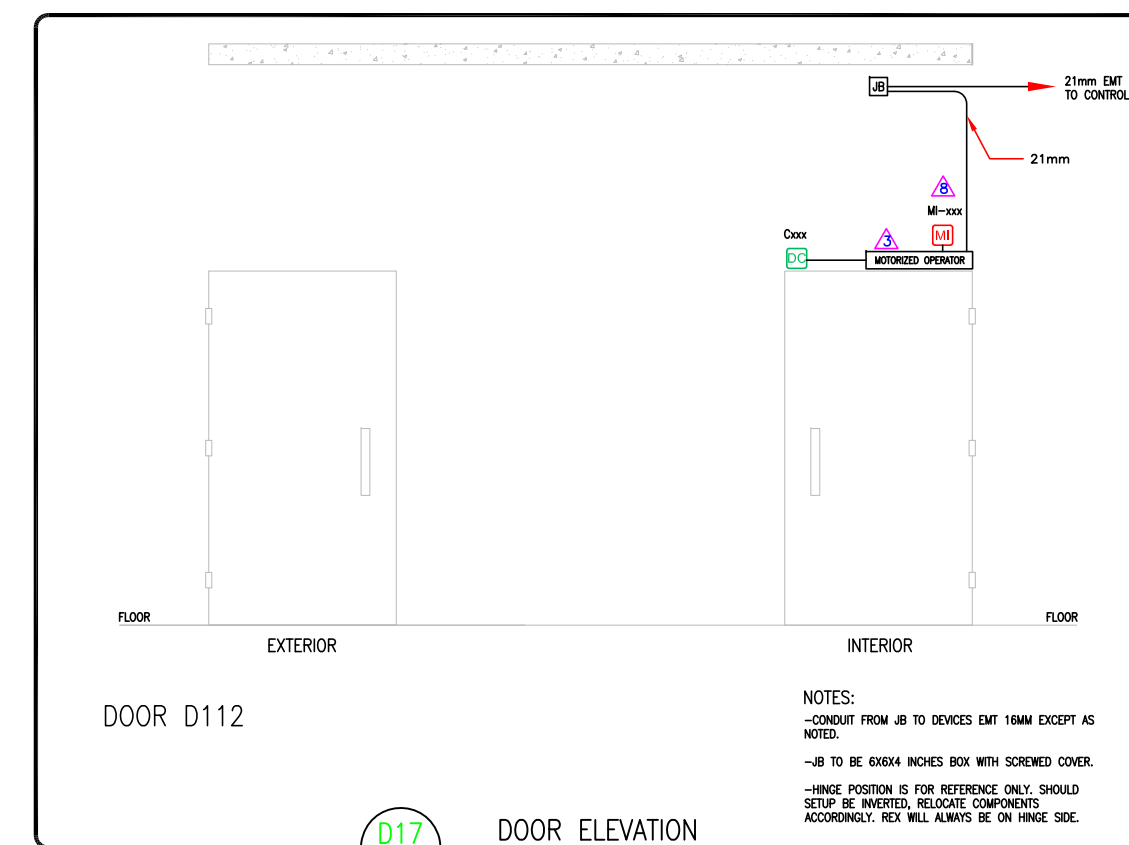 JB
21mm EMT
TO CONTROL
21mm
8
MI-xxx
Cxxx
3
MI
DC
MOTORIZED OPERATOR
FLOOR
FLOOR
EXTERIOR
INTERIOR
DOOR D112
NOTES:
-CONDUIT FROM JB TO DEVICES EMT 16MM EXCEPT AS
NOTED.
-JB TO BE 6X6X4 INCHES BOX WITH SCREWED COVER.
-HINGE POSITION IS FOR REFERENCE ONLY. SHOULD
SETUP BE INVERTED, RELOCATE COMPONENTS
ACCORDINGLY. REX WILL ALWAYS BE ON HINGE SIDE.
D17
DOOR ELEVATION